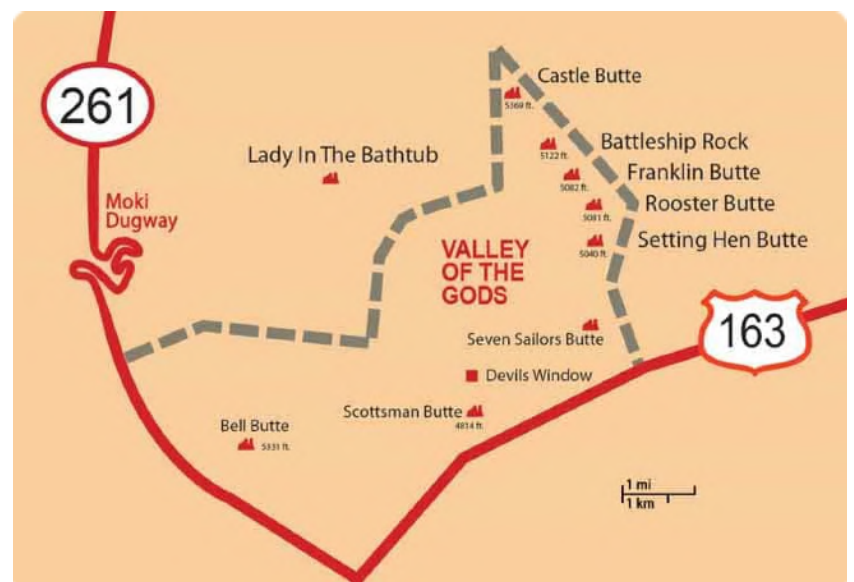 261
Castle Butte
5369 ft.
Battleship Rock
5122 ft.
Lady In The Bathtub
Franklin Butte
5082 ft.
Moki
Dugway
Rooster Butte
5081 ft.
Setting Hen Butte
5040 ft.
VALLEY
OF THE
GODS
163
Seven Sailors Butte
Devils Window
Scottsman Butte
4814 ft.
Bell Butte
5331 ft.
1 mi
1 km